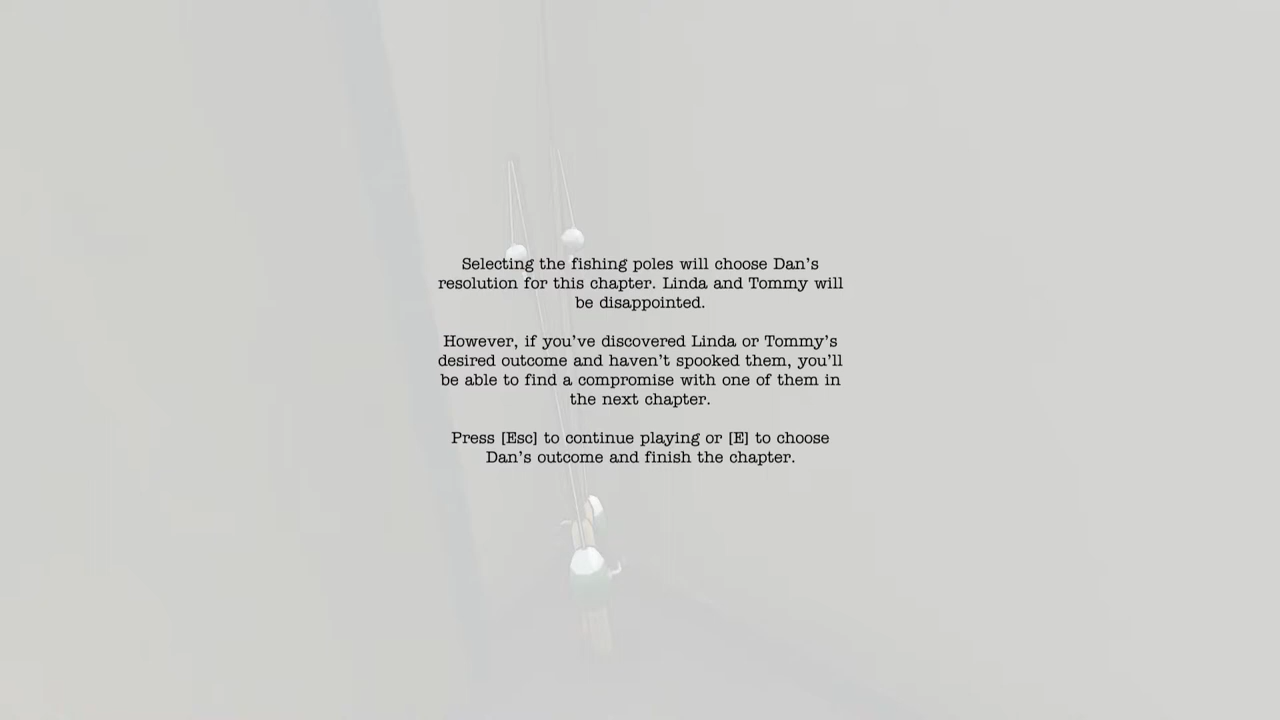 Selecting the fishing poles will choose Dan's
resolution for this chapter. Linda and Tommy will
be disappointed.
However, if you've discovered Linda or Tommy's
desired outcome and haven't spooked them, you'll
be able to find a compromise with one of them in
the next chapter.
Press [Esc] to continue playing or [E] to choose
Dan's outcome and finish the chapter.